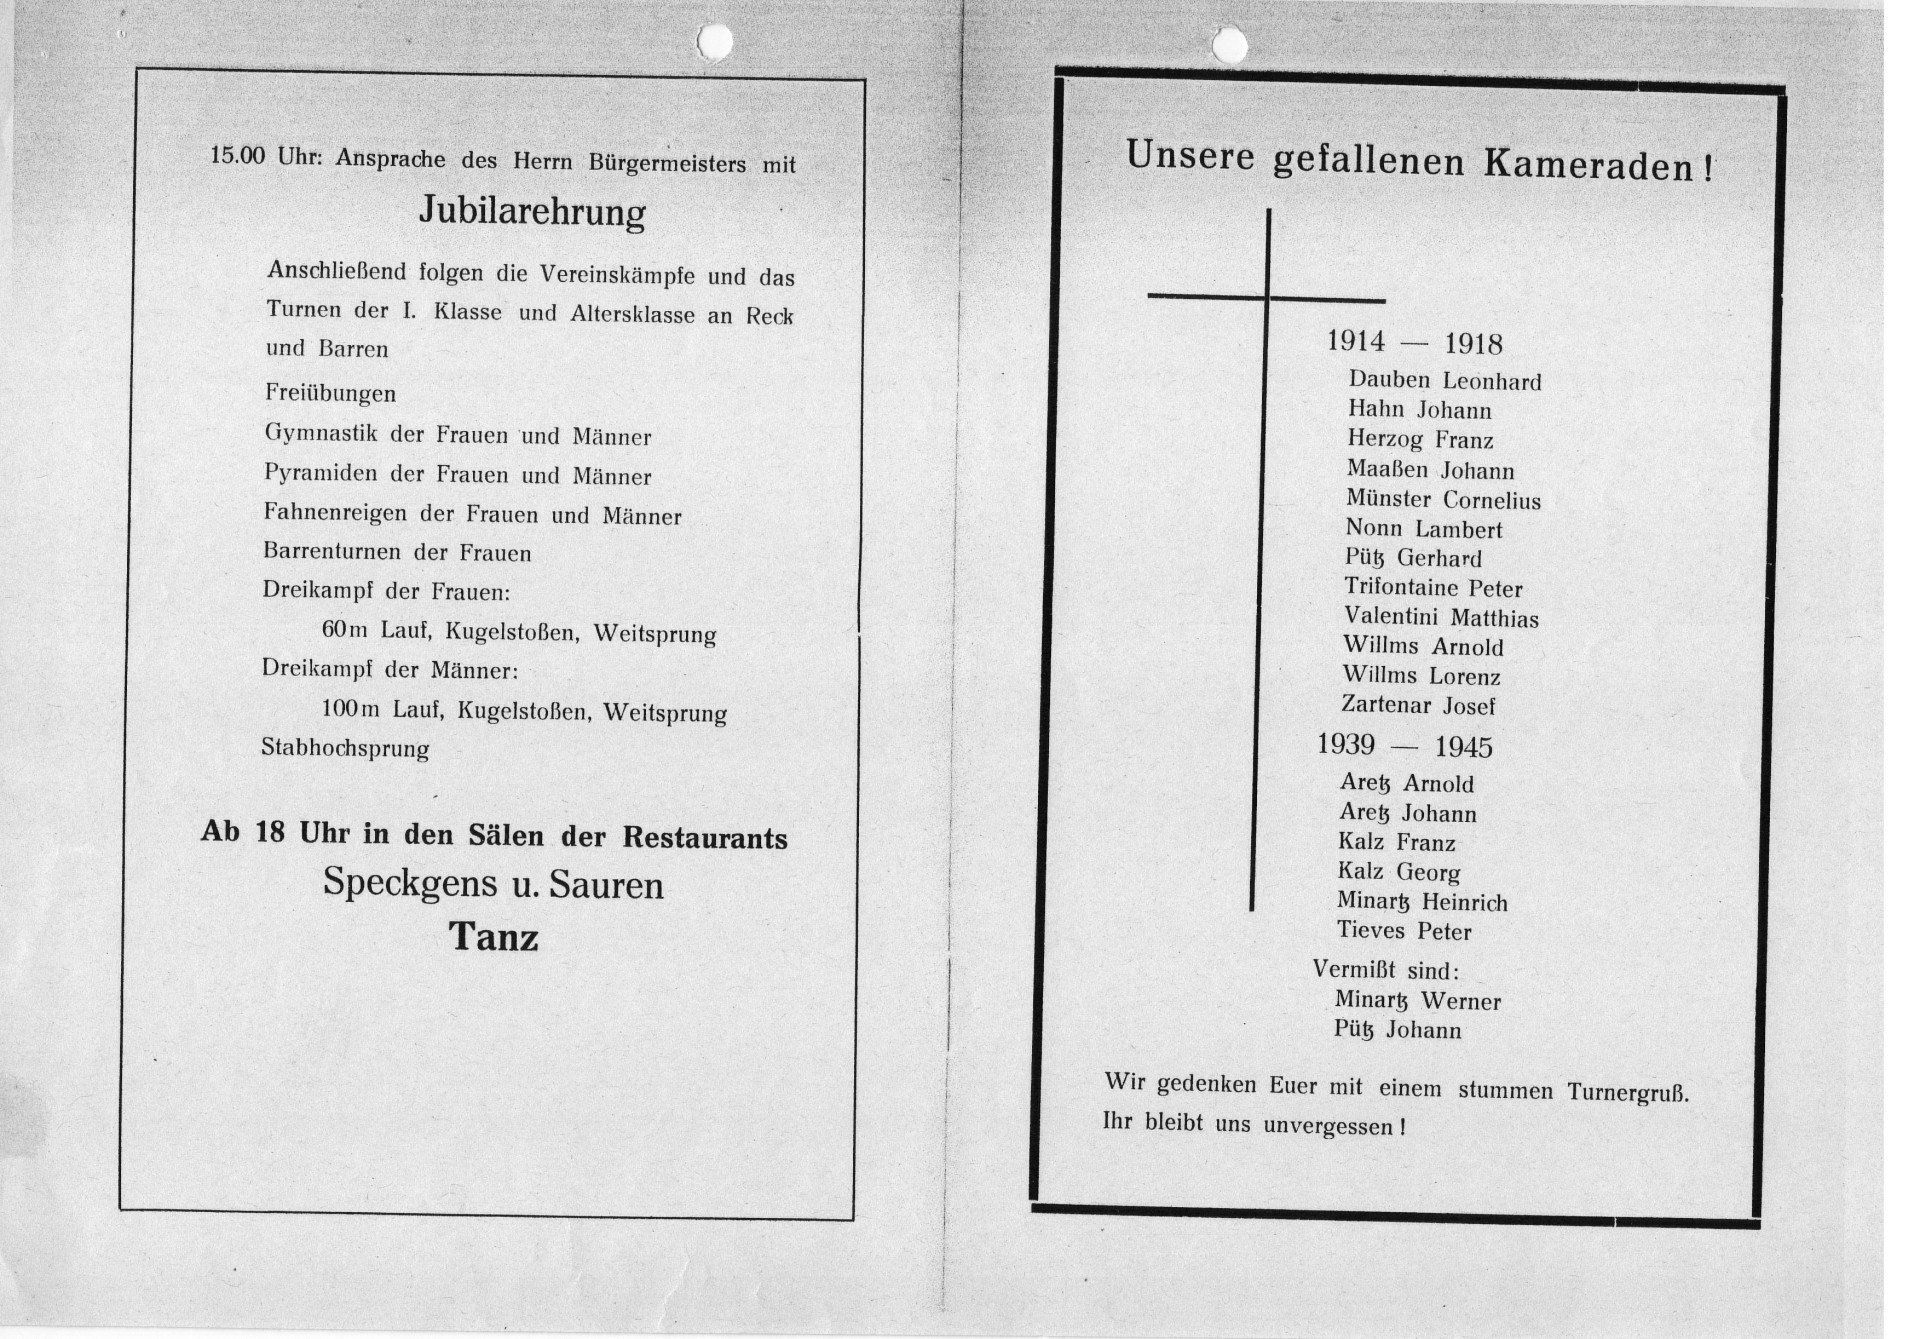 15.00 Uhr: Ansprache des Herrn Bürgermeisters mit
Jubilarehrung
Anschließend folgen die Vereinskämpfe und das
Turnen der I. Klasse und Altersklasse an Reck
und Barren
Freiübungen
Gymnastik der Frauen und Männer
Pyramiden der Frauen und Männer
Fahnenreigen der Frauen und Männer
Barrenturnen der Frauen
Dreikampf der Frauen:
60m Lauf, Kugelstoßen, Weitsprung
Dreikampf der Männer:
100m Lauf, Kugelstoßen, Weitsprung
Stabhochsprung
Ab 18 Uhr in den Sälen der Restaurants
Speckgens u. Sauren
Tanz
Unsere gefallenen Kameraden!
1914 — 1918
Dauben Leonhard
Hahn Johann
Herzog Franz
Maaßen Johann
Münster Cornelius
Nonn Lambert
Pütz Gerhard
Trifontaine Peter
Valentini Matthias
Willms Arnold
Willms Lorenz
Zartenar Josef
1939 — 1945
Aretz Arnold
Aretz Johann
Kalz Franz
Kalz Georg
Minartz Heinrich
Tieves Peter
Vermißt sind:
Minartz Werner
Pütz Johann
Wir gedenken Euer mit einem stummen Turnergruß.
Ihr bleibt uns unvergessen!